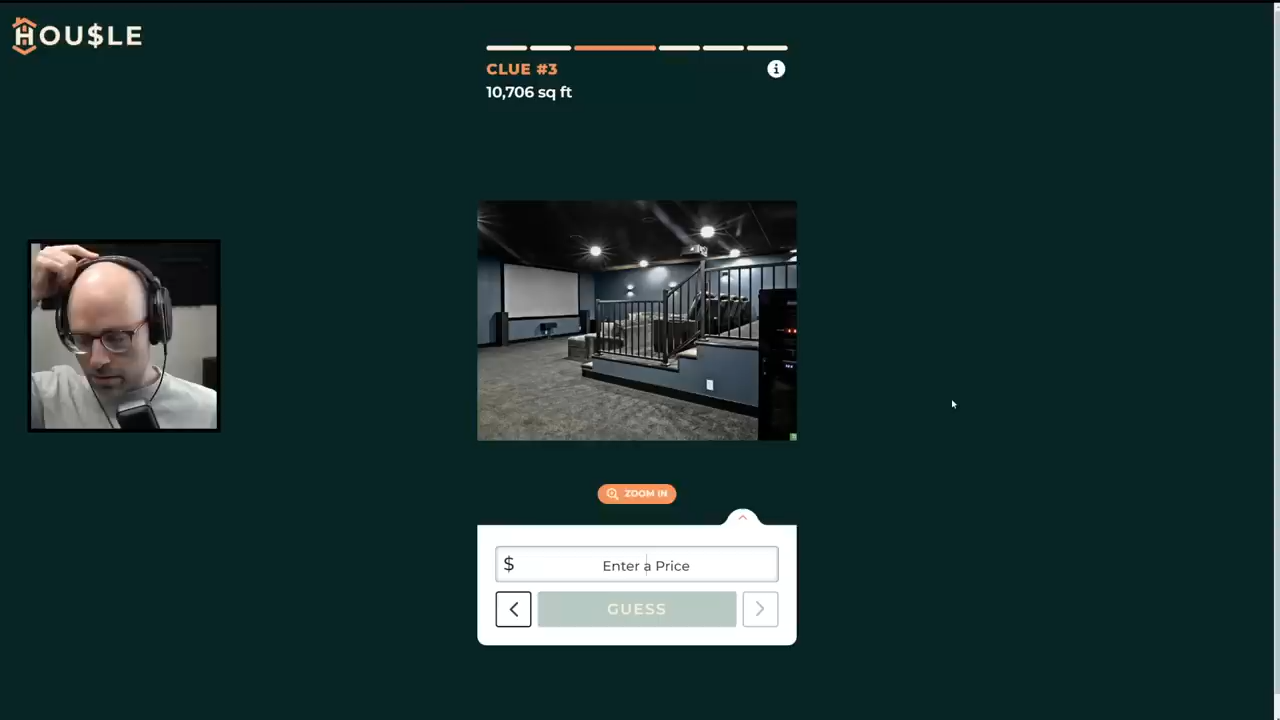 HOU$LE
CLUE #3
10,706 sq ft
ZOOM IN
$ Enter a Price
GUESS